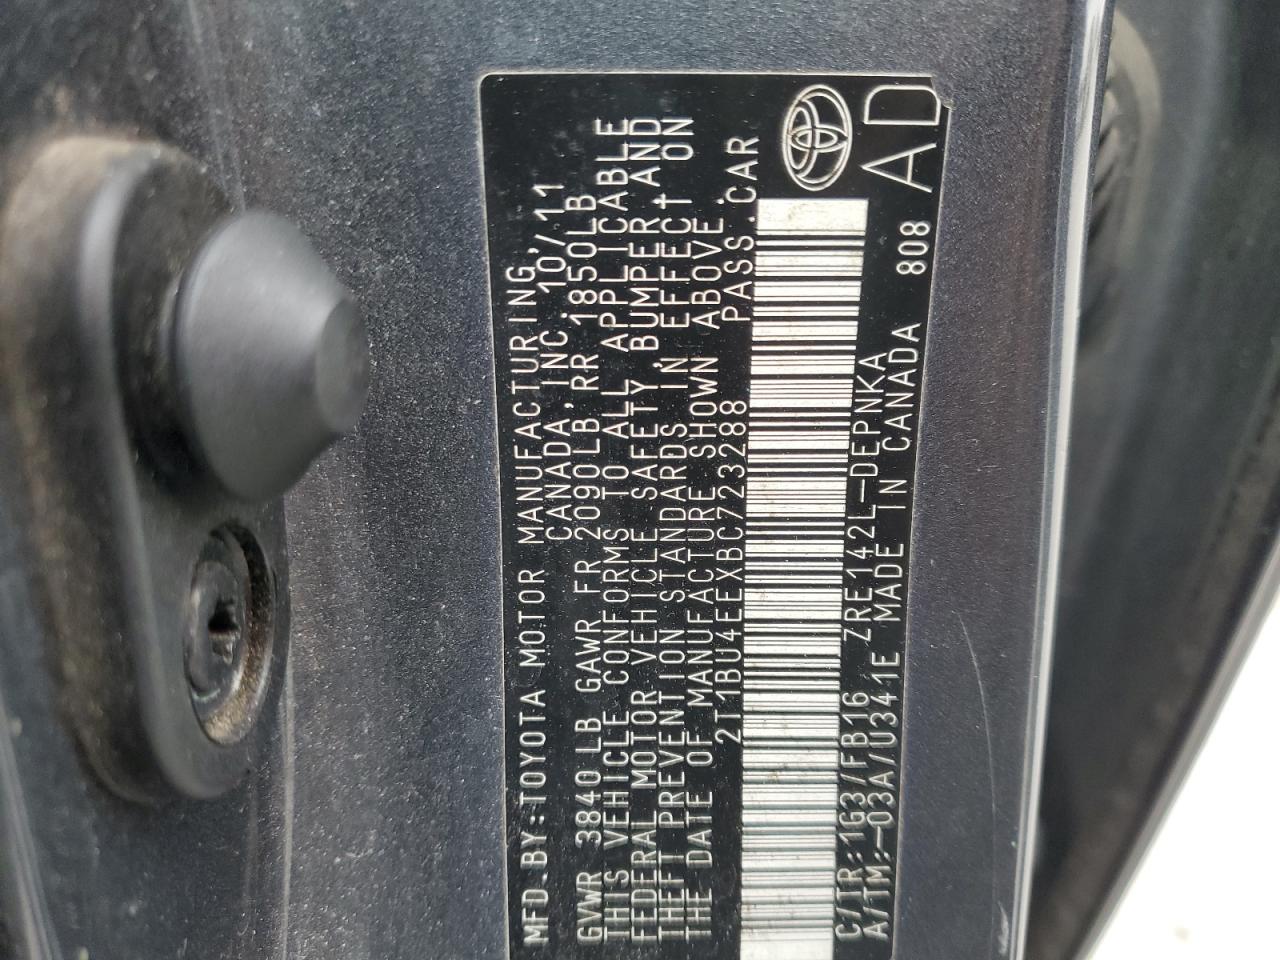 MFD.BY:TOYOTA MOTOR MANUFACTURING,
CANADA, INC. 10/11
GVWR 3840LB GAWR FR 2090LB, RR 1850LB
THIS VEHICLE CONFORMS TO ALL APPLICABLE
FEDERAL MOTOR VEHICLE SAFETY, BUMPER AND
THEFT PREVENTION STANDARDS IN EFFECT ON
THE DATE OF MANUFACTURE SHOWN ABOVE.
2T1BU4EEXBC723288 PASS.CAR
C/TR:1G3/FB16 ZRE142L-DEPNKA
A/TM:-03A/U341E MADE IN CANADA 808
AD